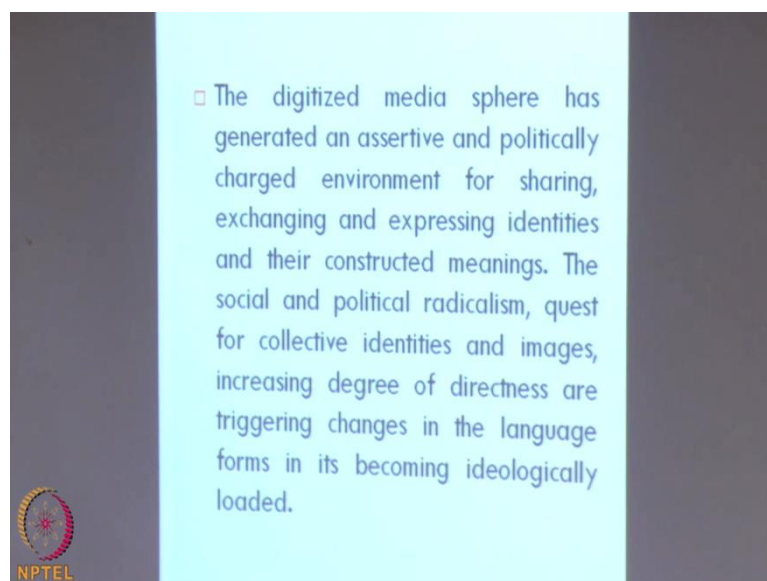 The digitized media sphere has
generated an assertive and politically
charged environment for sharing,
exchanging and expressing identities
and their constructed meanings. The
social and political radicalism, quest
for collective identities and images,
increasing degree of directness are
triggering changes in the language
forms in its becoming ideologically
loaded.
NPTEL